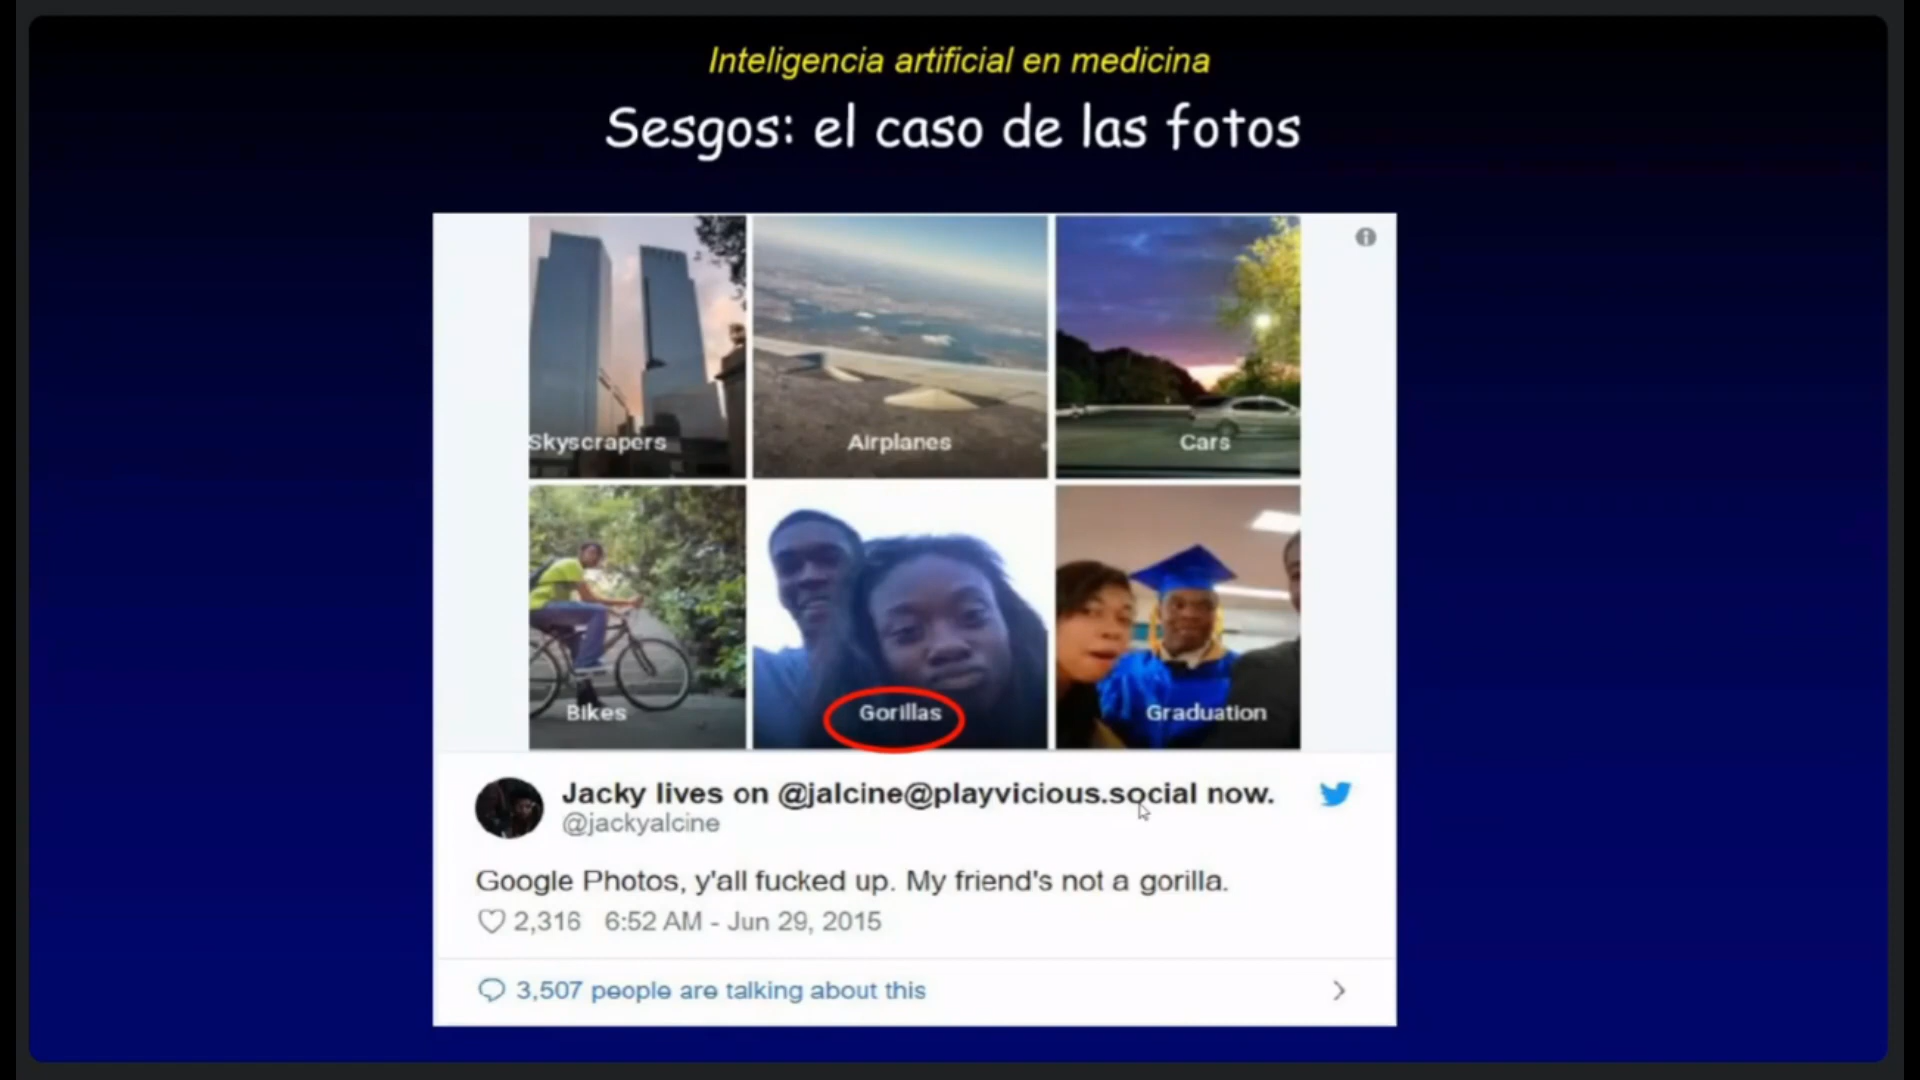 Inteligencia artificial en medicina
Sesgos: el caso de las fotos
Skyscrapers
Airplanes
Cars
Bikes
Gorillas
Graduation
Jacky lives on @jalcine@playvicious.social now.
@jackyalcine
Google Photos, y'all fucked up. My friend's not a gorilla.
2,316 6:52 AM - Jun 29, 2015
3,507 people are talking about this